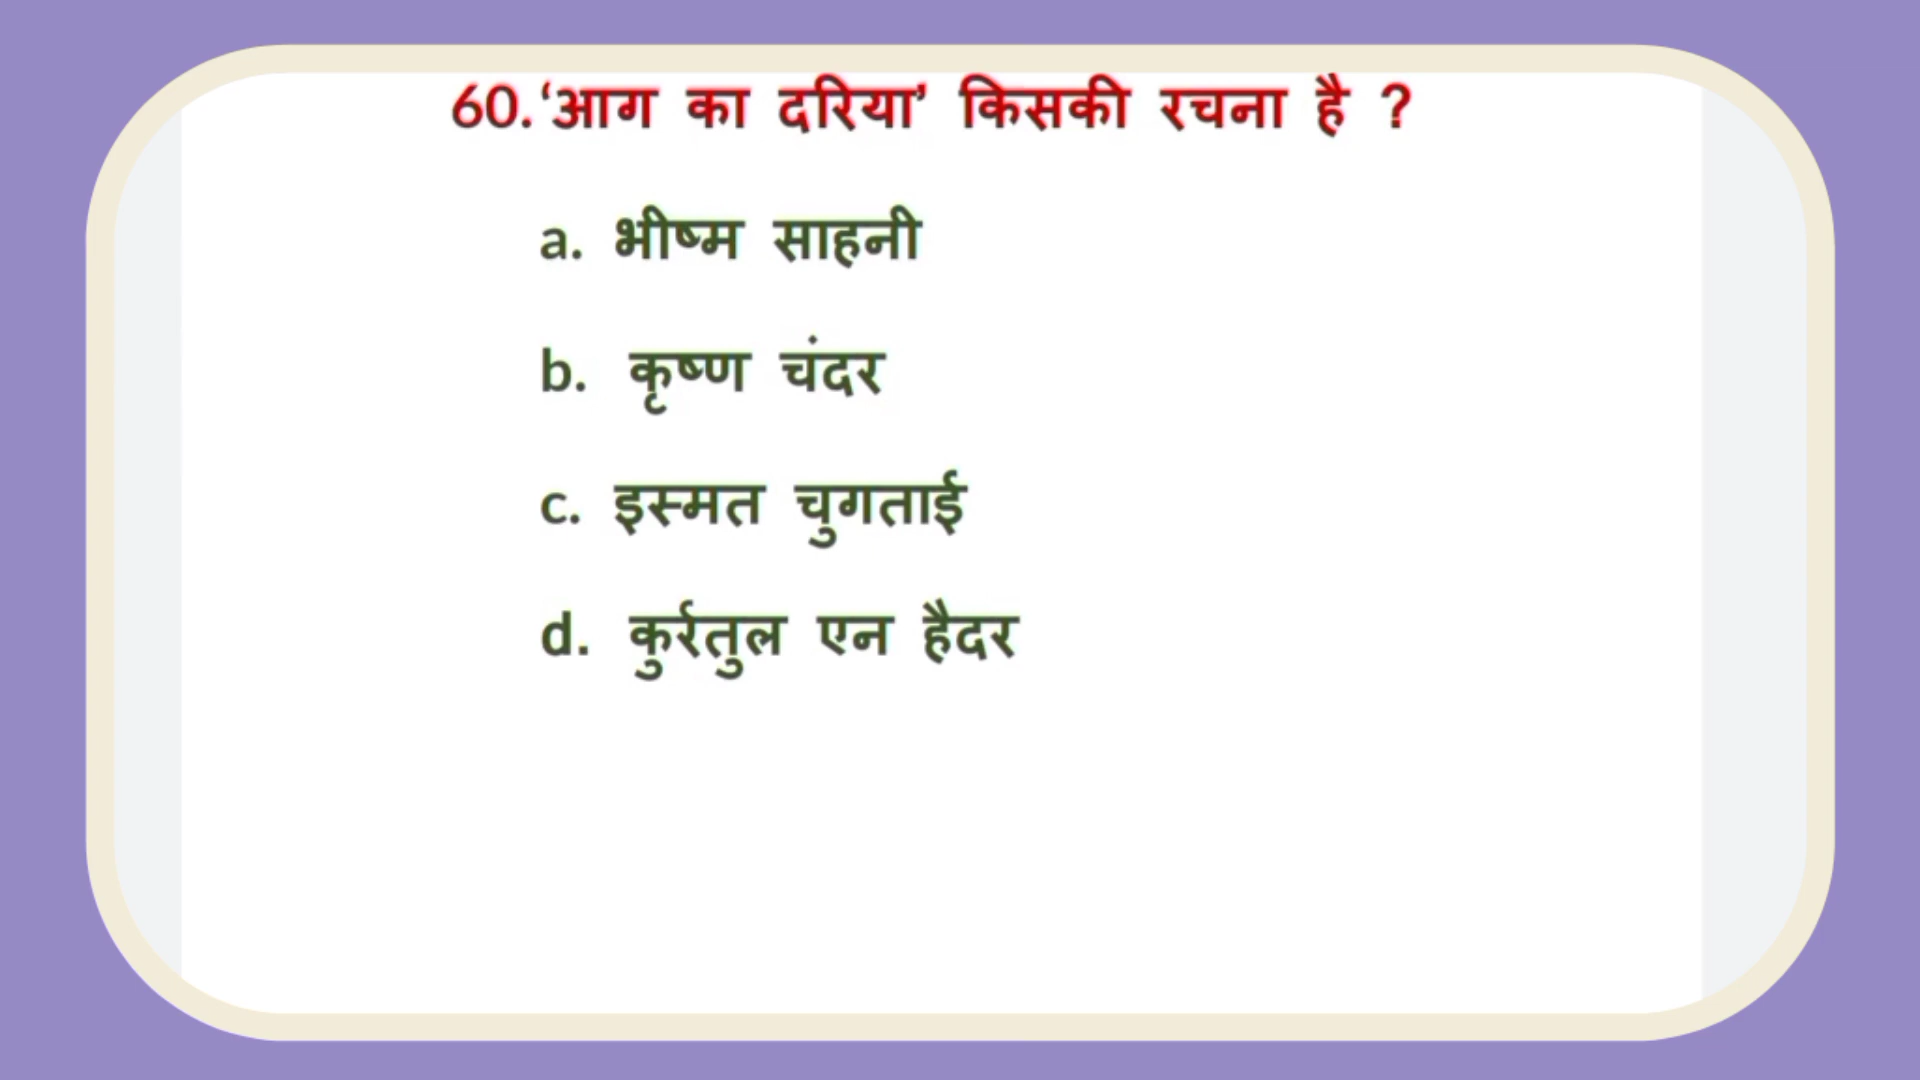 60. ‘आग का दरिया’ किसकी रचना है ?
a. भीष्म साहनी
b. कृष्ण चंदर
c. इस्मत चुगताई
d. कुर्रतुल एन हैदर